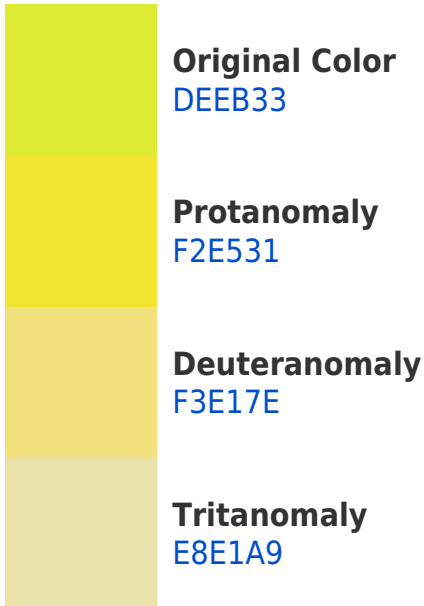 Original Color
DEEB33
Protanomaly
F2E531
Deuteranomaly
F3E17E
Tritanomaly
E8E1A9